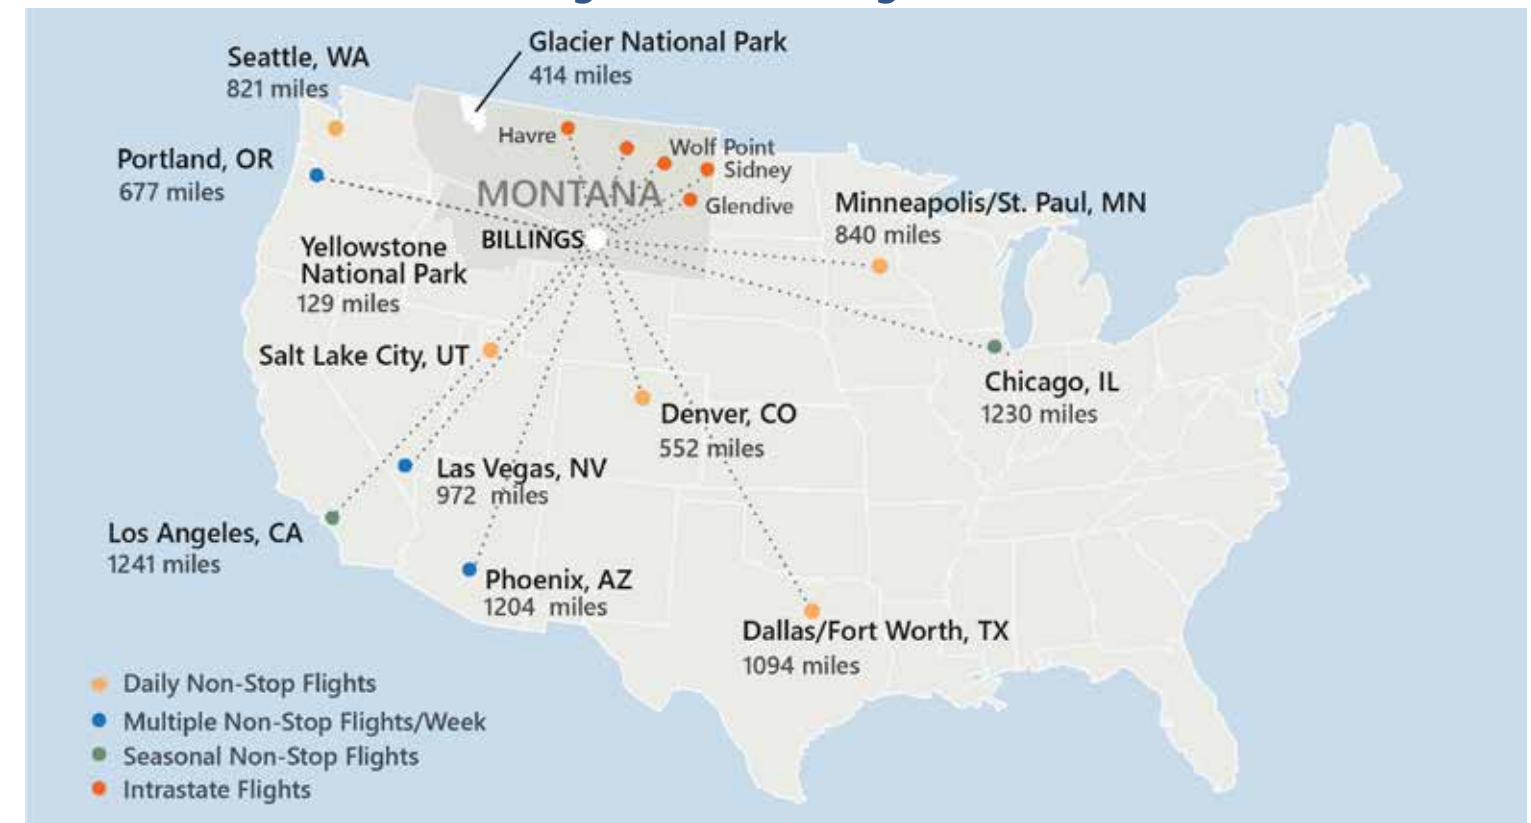 Seattle, WA
821 miles
Glacier National Park
414 miles
Portland, OR
677 miles
Havre
Wolf Point
Sidney
Glendive
MONTANA
BILLINGS
Minneapolis/St. Paul, MN
840 miles
Yellowstone
National Park
129 miles
Salt Lake City, UT
Denver, CO
552 miles
Chicago, IL
1230 miles
Las Vegas, NV
972 miles
Los Angeles, CA
1241 miles
Phoenix, AZ
1204 miles
Dallas/Fort Worth, TX
1094 miles
Daily Non-Stop Flights
Multiple Non-Stop Flights/Week
Seasonal Non-Stop Flights
Intrastate Flights